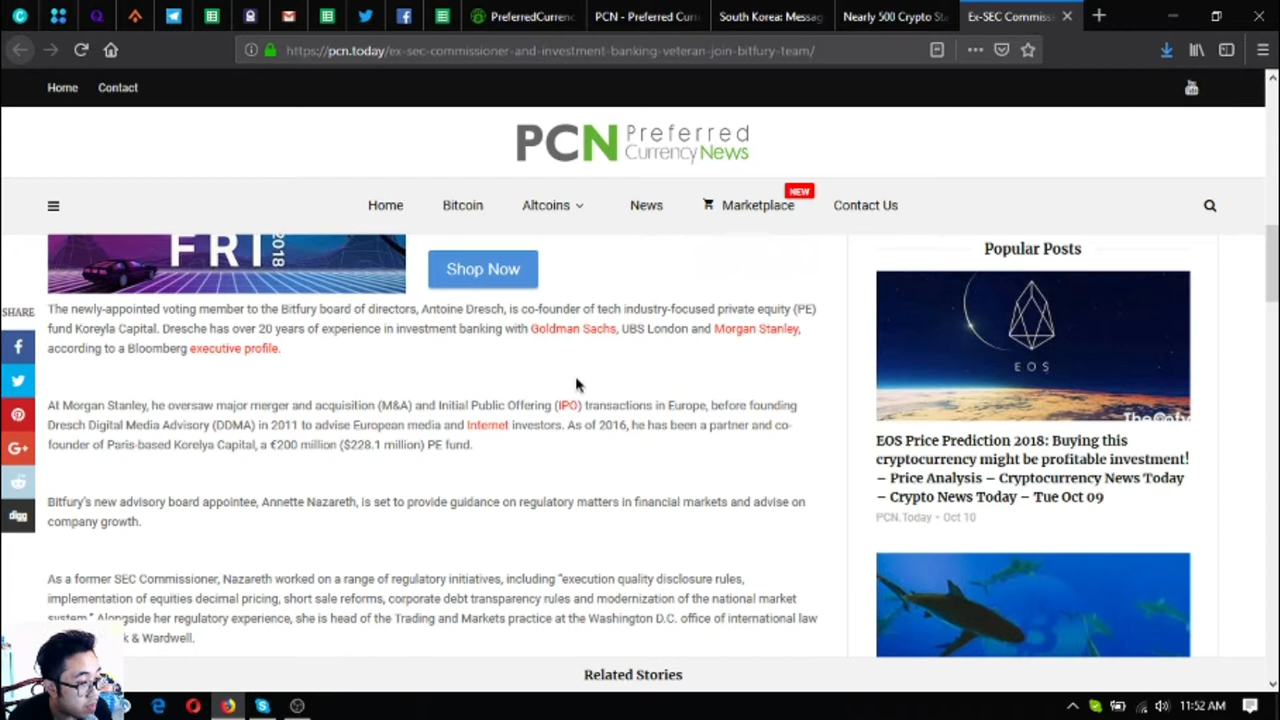 PreferredCurrenc
PCN - Preferred Curr
South Korea: Messag
Nearly 500 Crypto Sta
Ex-SEC Commiss
https://pcn.today/ex-sec-commissioner-and-investment-banking-veteran-join-bitfury-team/
Home Contact
PCN Preferred
Currency News
NEW
Home Bitcoin Altcoins News Marketplace Contact Us
FRI 2018
Shop Now
The newly-appointed voting member to the Bitfury board of directors, Antoine Dresch, is co-founder of tech industry-focused private equity (PE)
fund Koreyla Capital. Dresche has over 20 years of experience in investment banking with Goldman Sachs, UBS London and Morgan Stanley,
according to a Bloomberg executive profile.
At Morgan Stanley, he oversaw major merger and acquisition (M&A) and Initial Public Offering (IPO) transactions in Europe, before founding
Dresch Digital Media Advisory (DDMA) in 2011 to advise European media and Internet investors. As of 2016, he has been a partner and co-
founder of Paris-based Korelya Capital, a €200 million ($228.1 million) PE fund.
Bitfury's new advisory board appointee, Annette Nazareth, is set to provide guidance on regulatory matters in financial markets and advise on
company growth.
As a former SEC Commissioner, Nazareth worked on a range of regulatory initiatives, including "execution quality disclosure rules,
implementation of equities decimal pricing, short sale reforms, corporate debt transparency rules and modernization of the national market
system." Alongside her regulatory experience, she is head of the Trading and Markets practice at the Washington D.C. office of international law
k & Wardwell.
SHARE
digg
Popular Posts
EOS
EOS Price Prediction 2018: Buying this
cryptocurrency might be profitable investment!
– Price Analysis – Cryptocurrency News Today
– Crypto News Today – Tue Oct 09
PCN.Today - Oct 10
Related Stories
11:52 AM